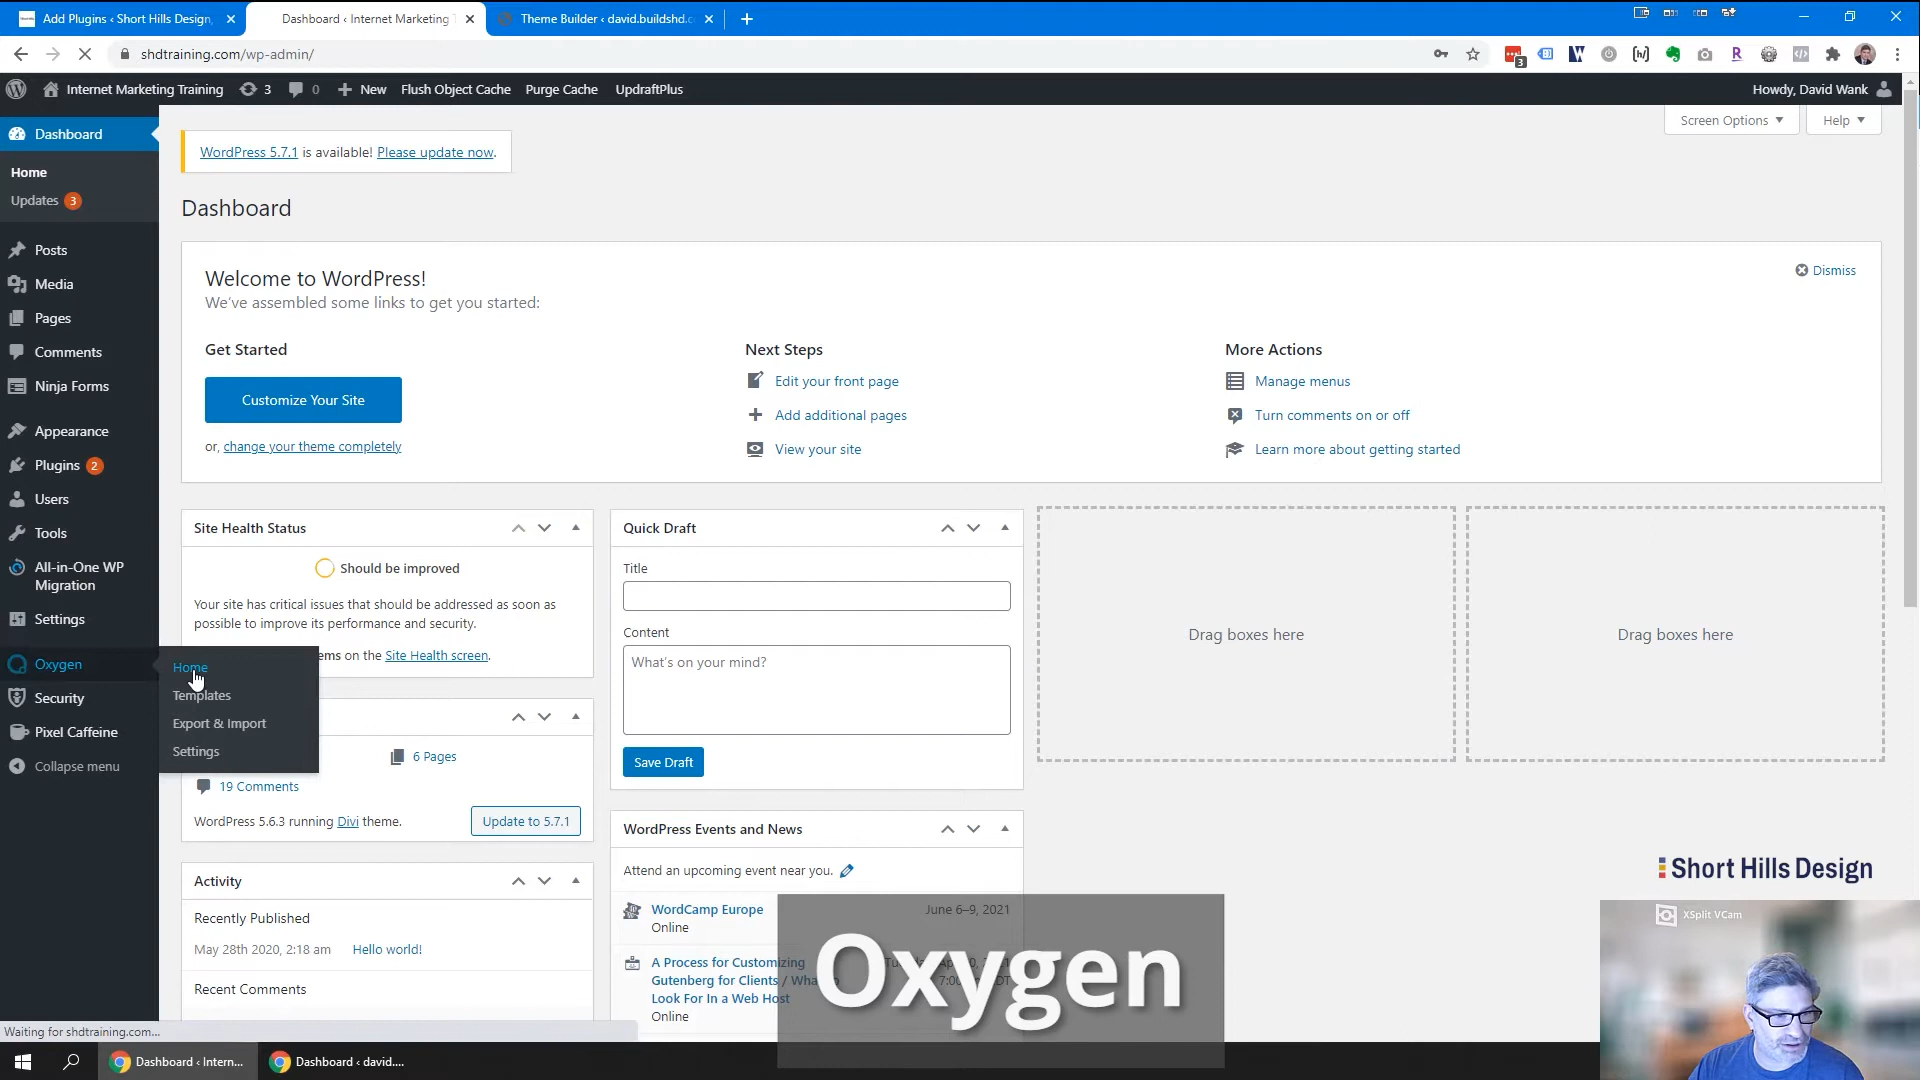 Add Plugins ‹ Short Hills Design,
Dashboard ‹ Internet Marketing T
Theme Builder ‹ david.buildshd.c
shdtraining.com/wp-admin/
3
Internet Marketing Training
3
0
New
Flush Object Cache
Purge Cache
UpdraftPlus
Howdy, David Wank
Screen Options
Help
Dashboard
Home
Updates 3
Posts
Media
Pages
Comments
Ninja Forms
Appearance
Plugins 2
Users
Tools
All-in-One WP
Migration
Settings
Oxygen
Security
Pixel Caffeine
Collapse menu
Home
Templates
Export & Import
Settings
WordPress 5.7.1 is available! Please update now.
Dashboard
Welcome to WordPress!
We've assembled some links to get you started:
Dismiss
Get Started
Customize Your Site
or, change your theme completely
Next Steps
Edit your front page
Add additional pages
View your site
More Actions
Manage menus
Turn comments on or off
Learn more about getting started
Site Health Status
Should be improved
Your site has critical issues that should be addressed as soon as
possible to improve its performance and security.
ems on the Site Health screen.
6 Pages
19 Comments
WordPress 5.6.3 running Divi theme.
Update to 5.7.1
Activity
Recently Published
May 28th 2020, 2:18 am
Hello world!
Recent Comments
Quick Draft
Title
Content
What's on your mind?
Save Draft
WordPress Events and News
Attend an upcoming event near you.
WordCamp Europe
June 6–9, 2021
Online
A Process for Customizing
Gutenberg for Clients / Wha
Look For In a Web Host
Online
Drag boxes here
Drag boxes here
Oxygen
Short Hills Design
XSplit VCam
Waiting for shdtraining.com...
Dashboard ‹ Intern...
Dashboard ‹ david....